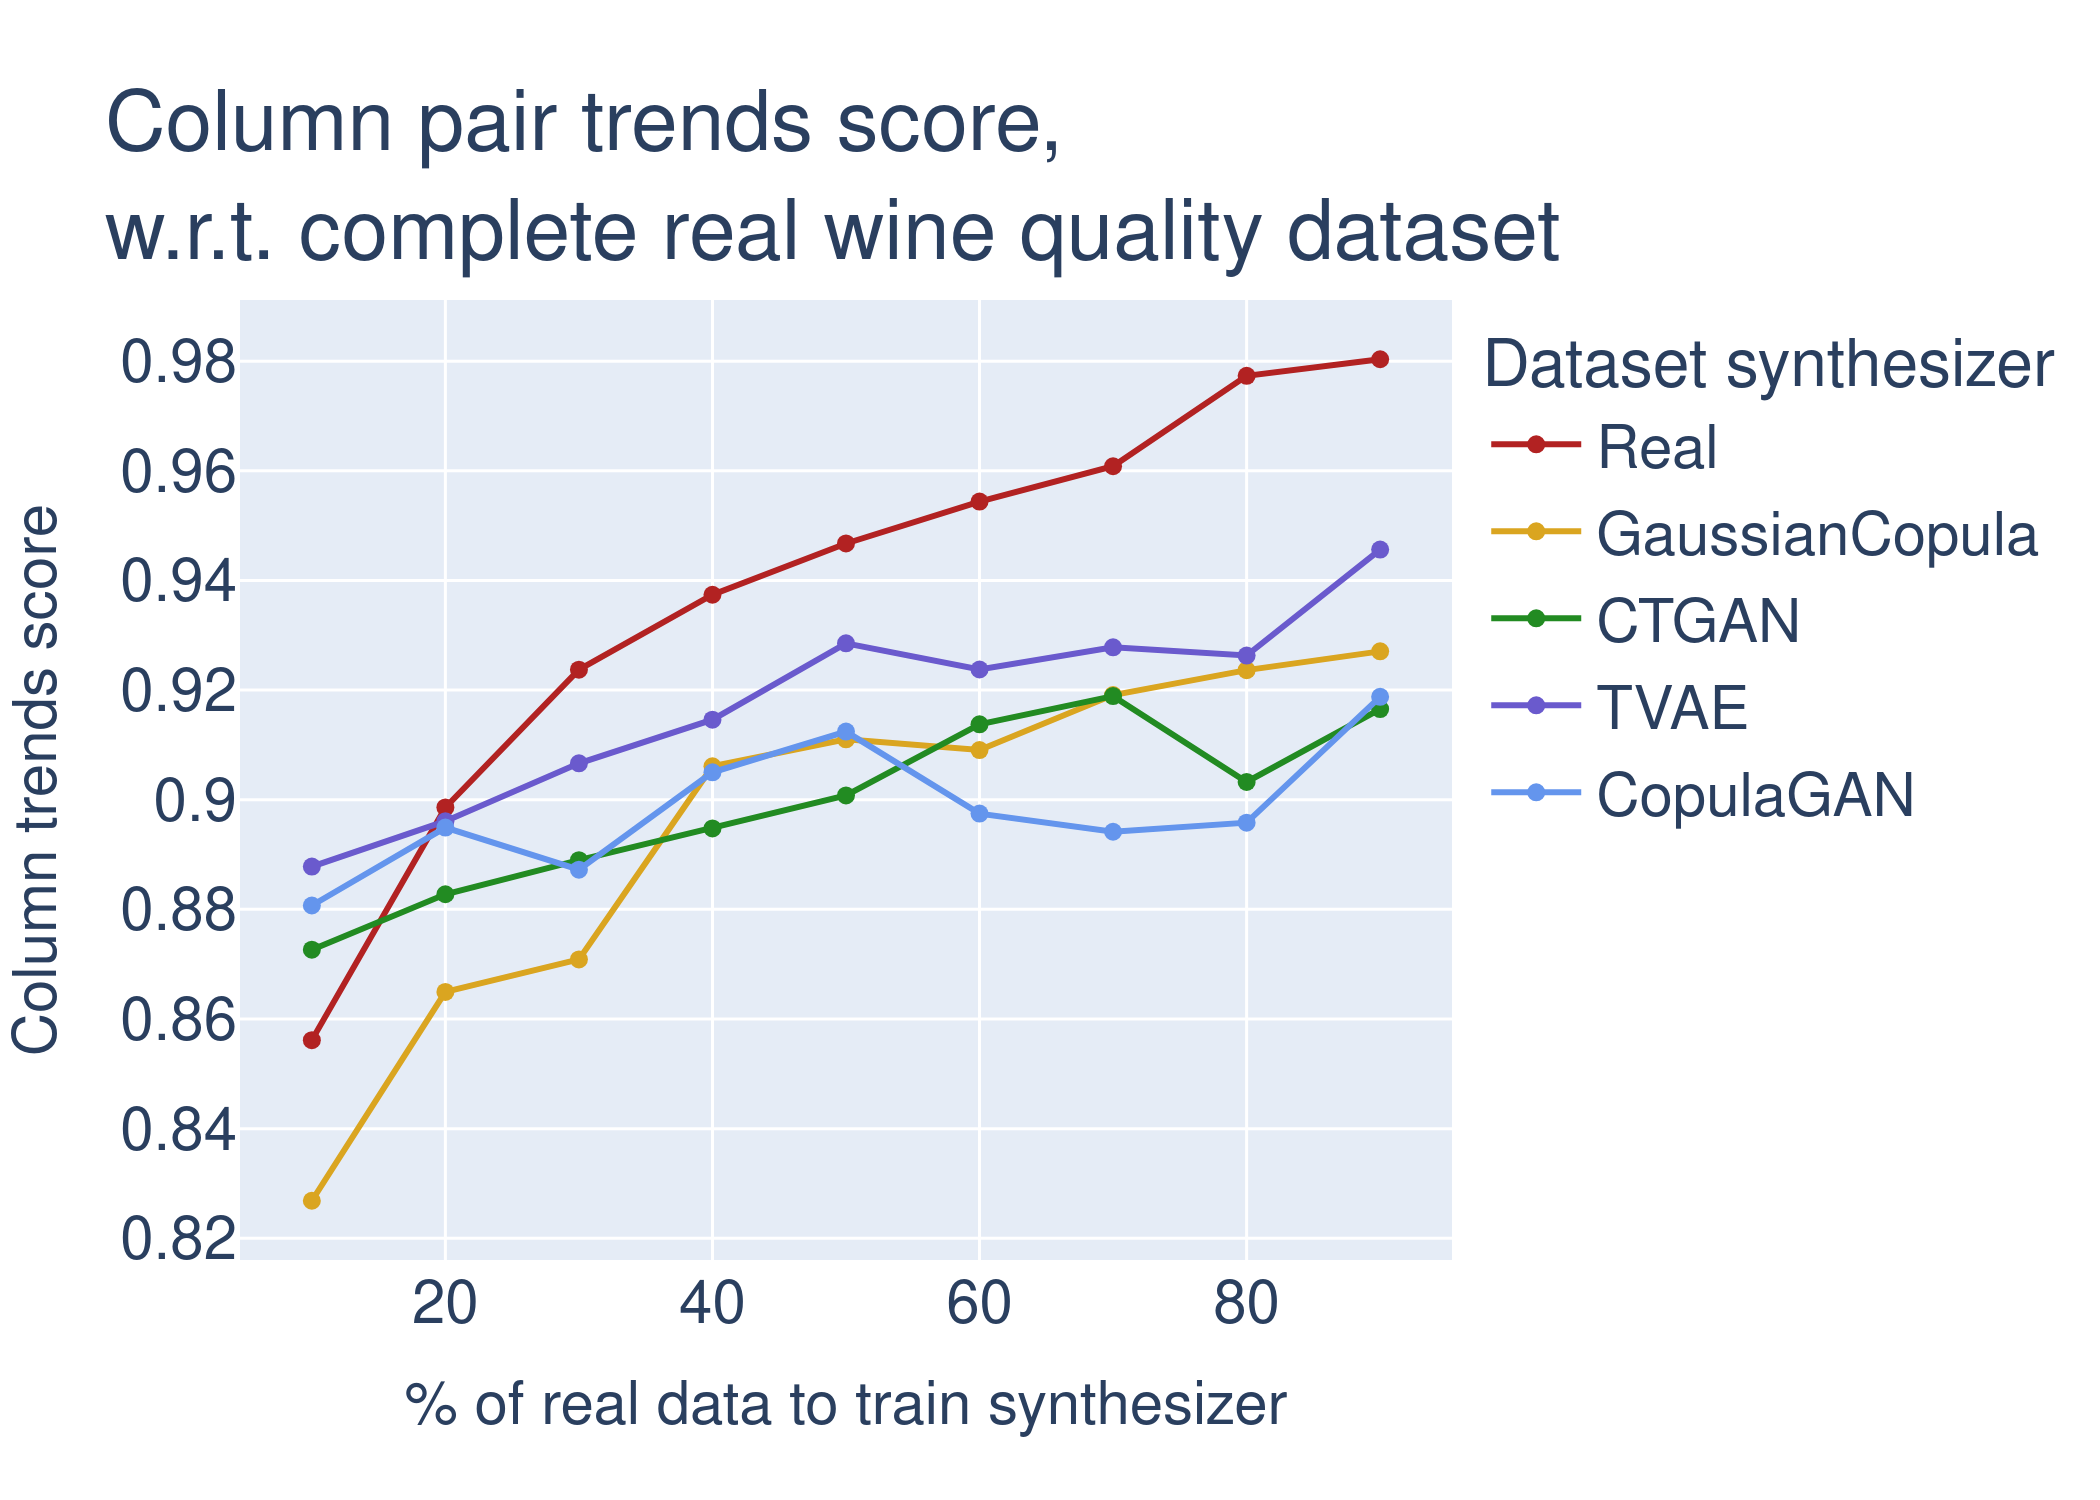 Column pair trends score,
w.r.t. complete real wine quality dataset
Column trends score
0.98
0.96
0.94
0.92
0.9
0.88
0.86
0.84
0.82
20 40 60 80
% of real data to train synthesizer
Dataset synthesizer
Real
GaussianCopula
CTGAN
TVAE
CopulaGAN